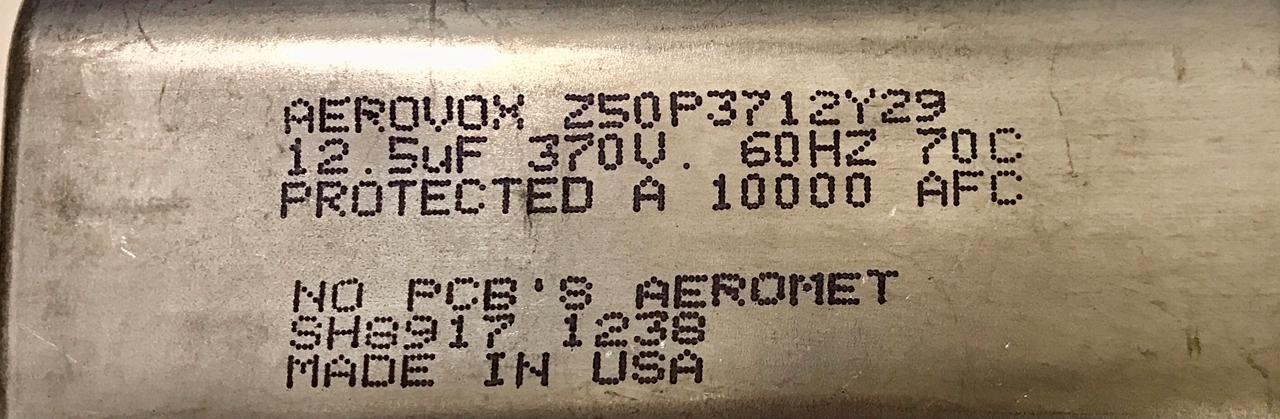 AEROVOX Z50P3712Y29
12.5uF 370V. 60HZ 70C
PROTECTED A 10000 AFC
NO PCB'S AEROMET
SH8917 1238
MADE IN USA